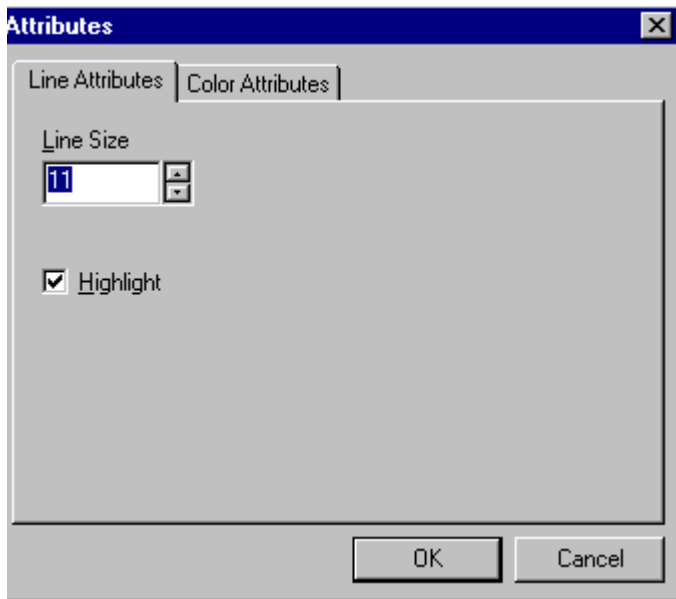 Attributes
Line Attributes Color Attributes
Line Size
11
Highlight
OK Cancel